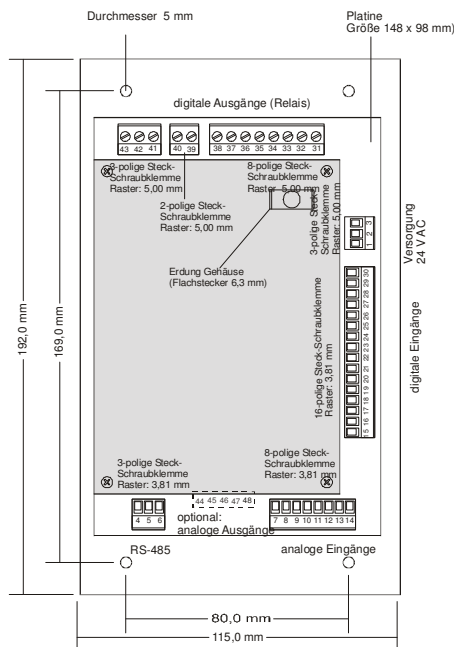 Durchmesser 5 mm
Platine
Größe 148 x 98 mm)
digitale Ausgänge (Relais)
43 42 41
40 39
38 37 36 35 34 33 32 31
3-polige Steck-
Schraubklemme
Raster: 5,00 mm
8-polige Steck-
Schraubklemme
Raster: 5,00 mm
2-polige Steck-
Schraubklemme
Raster: 5,00 mm
3-polige Steck-
Schraubklemme
Raster: 5,00 mm
1 2 3
Versorgung
24 V AC
Erdung Gehäuse
(Flachstecker 6,3 mm)
16-polige Steck-Schraubklemme
Raster: 3,81 mm
15 16 17 18 19 20 21 22 23 24 25 26 27 28 29 30
digitale Eingänge
192,0 mm
169,0 mm
3-polige Steck-
Schraubklemme
Raster: 3,81 mm
8-polige Steck-
Schraubklemme
Raster: 3,81 mm
44 45 46 47 48
4 5 6
optional:
analoge Ausgänge
7 8 9 10 11 12 13 14
RS-485
analoge Eingänge
80,0 mm
115,0 mm